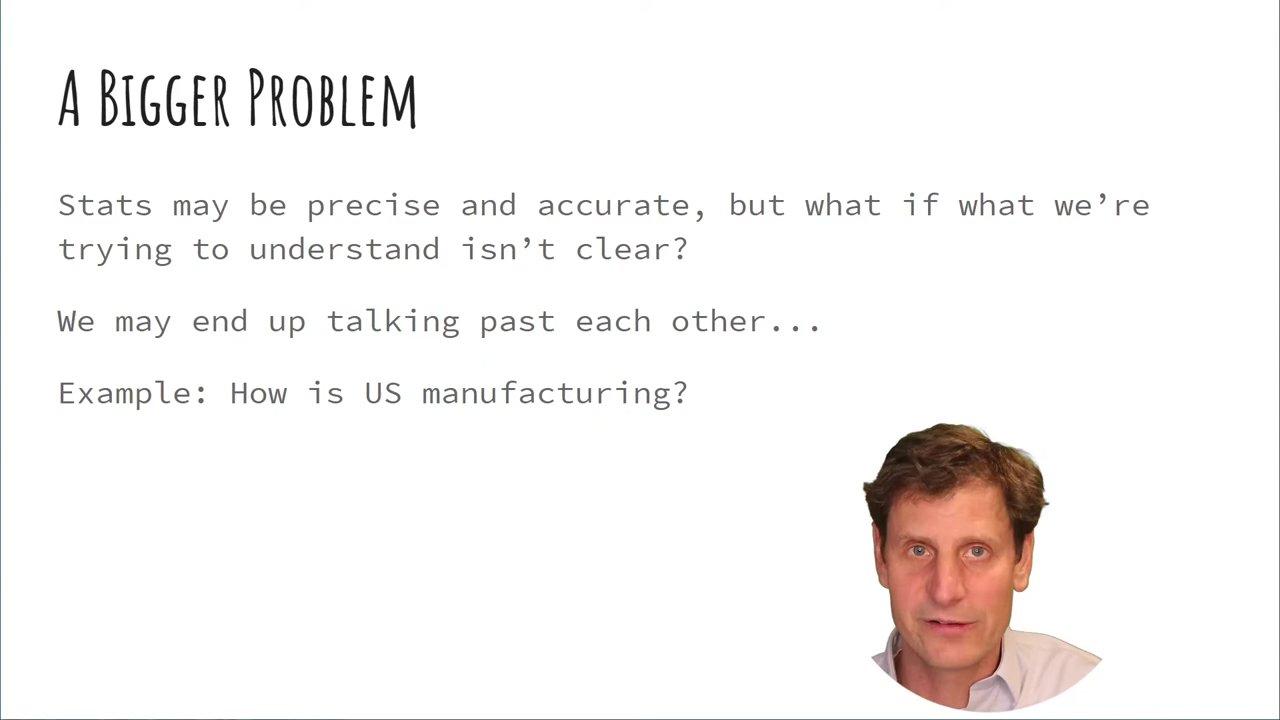 A Bigger Problem
Stats may be precise and accurate, but what if what we’re
trying to understand isn’t clear?
We may end up talking past each other...
Example: How is US manufacturing?